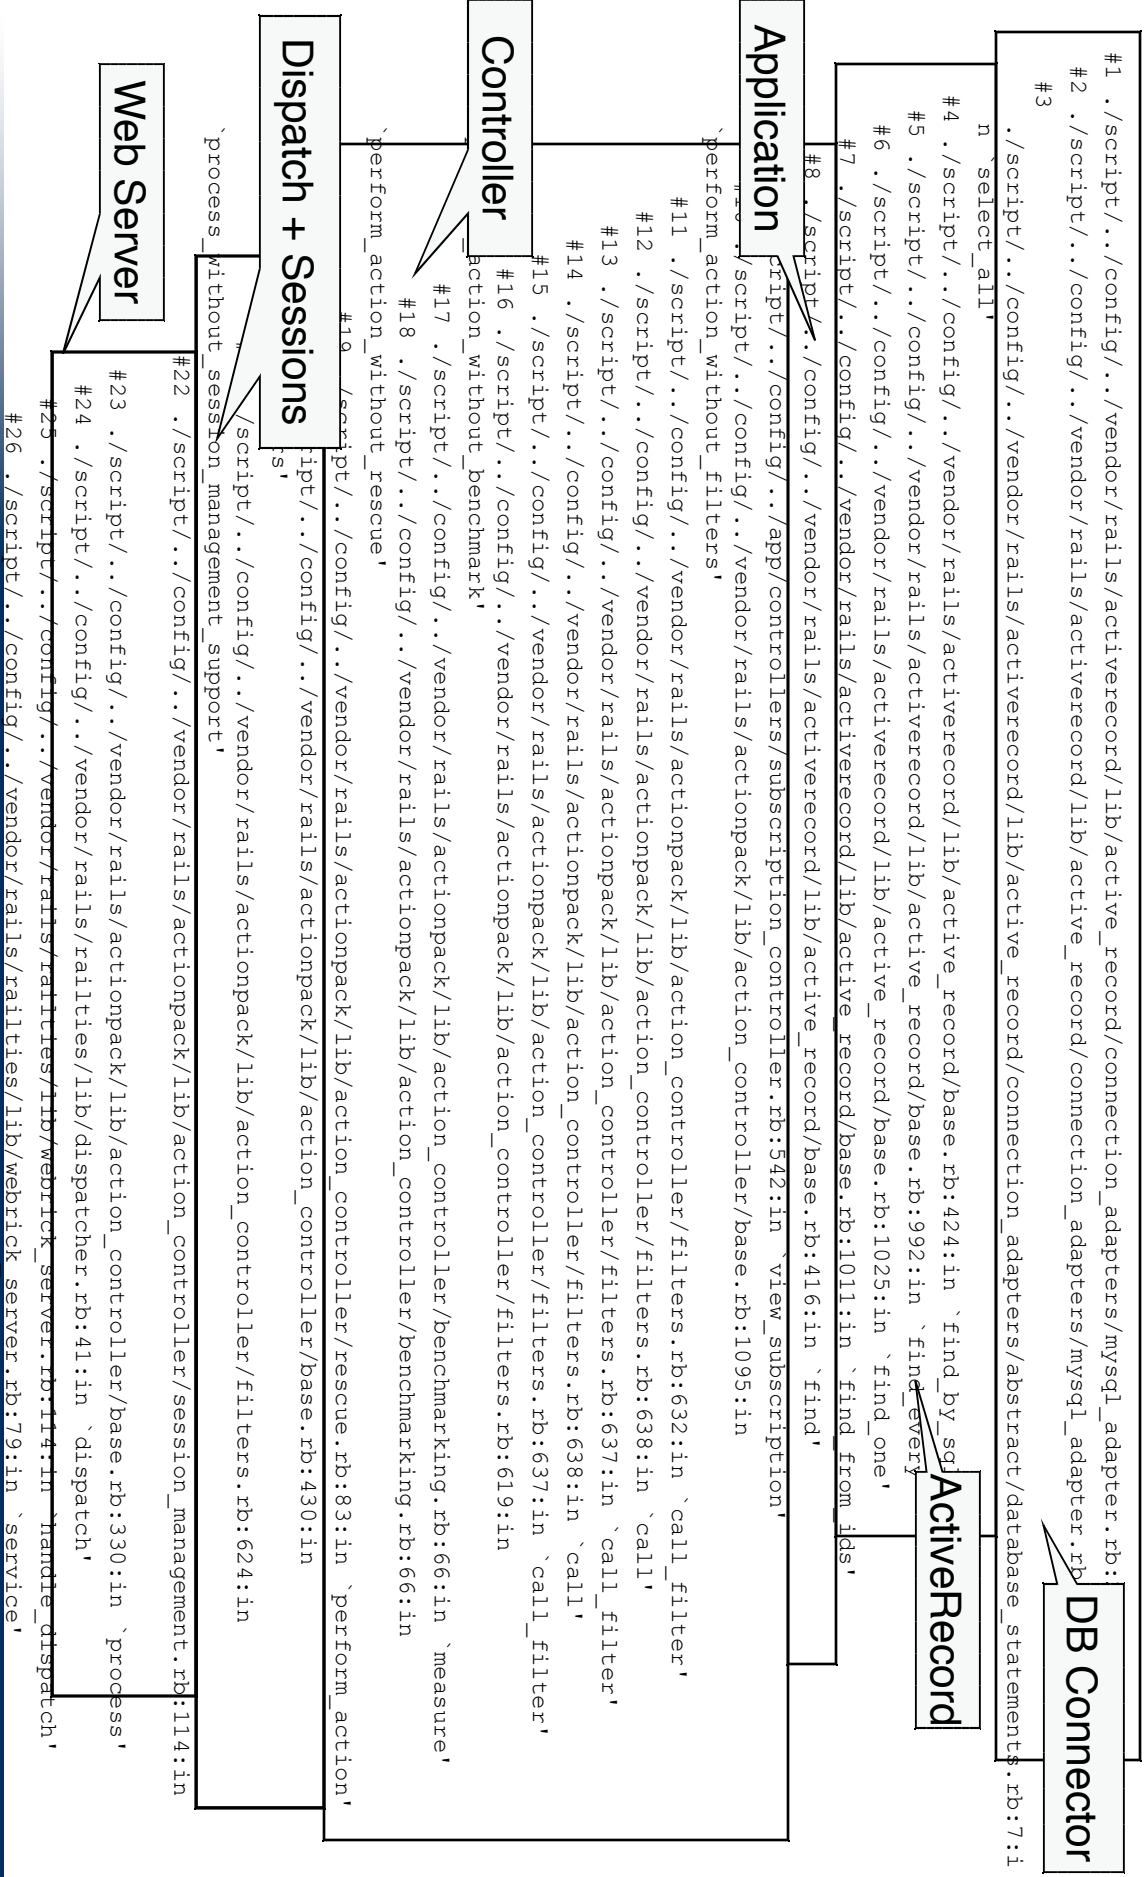 #1 ./script/../config/../vendor/rails/activerecord/lib/active_record/connection_adapters/mysql_adapter.rb:
#2 ./script/../config/../vendor/rails/activerecord/lib/active_record/connection_adapters/mysql_adapter.rb
#3
./script/../config/../vendor/rails/activerecord/lib/active_record/connection_adapters/abstract/database_statements.rb:7:i
n `select_all'
DB Connector
#4 ./script/../config/../vendor/rails/activerecord/lib/active_record/base.rb:424:in `find_by_sql
#5 ./script/../config/../vendor/rails/activerecord/lib/active_record/base.rb:992:in `find_every
#6 ./script/../config/../vendor/rails/activerecord/lib/active_record/base.rb:1025:in `find_one'
#7 ./script/../config/../vendor/rails/activerecord/lib/active_record/base.rb:1011:in `find_from_ids'
ActiveRecord
#8 ./script/../config/../vendor/rails/activerecord/lib/active_record/base.rb:416:in `find'
cript/../config/../app/controllers/subscription_controller.rb:542:in `view_subscription'
Application
./script/../config/../vendor/rails/actionpack/lib/action_controller/base.rb:1095:in
`perform_action_without_filters'
#11 ./script/../config/../vendor/rails/actionpack/lib/action_controller/filters.rb:632:in `call_filter'
#12 ./script/../config/../vendor/rails/actionpack/lib/action_controller/filters.rb:638:in `call'
#13 ./script/../config/../vendor/rails/actionpack/lib/action_controller/filters.rb:637:in `call_filter'
#14 ./script/../config/../vendor/rails/actionpack/lib/action_controller/filters.rb:638:in `call'
#15 ./script/../config/../vendor/rails/actionpack/lib/action_controller/filters.rb:637:in `call_filter'
#16 ./script/../config/../vendor/rails/actionpack/lib/action_controller/filters.rb:619:in
_action_without_benchmark'
Controller
#17 ./script/../config/../vendor/rails/actionpack/lib/action_controller/benchmarking.rb:66:in `measure'
#18 ./script/../config/../vendor/rails/actionpack/lib/action_controller/benchmarking.rb:66:in
`perform_action_without_rescue'
#19 ./script/../config/../vendor/rails/actionpack/lib/action_controller/rescue.rb:83:in `perform_action'
ipt/../config/../vendor/rails/actionpack/lib/action_controller/base.rb:430:in
s'
Dispatch + Sessions
/script/../config/../vendor/rails/actionpack/lib/action_controller/filters.rb:624:in
`process_without_session_management_support'
#22 ./script/../config/../vendor/rails/actionpack/lib/action_controller/session_management.rb:114:in
#23 ./script/../config/../vendor/rails/actionpack/lib/action_controller/base.rb:330:in `process'
Web Server
#24 ./script/../config/../vendor/rails/railties/lib/dispatcher.rb:41:in `dispatch'
#25 ./script/../config/../vendor/rails/railties/lib/webrick_server.rb:114:in `handle_dispatch'
#26 ./script/../config/../vendor/rails/railties/lib/webrick_server.rb:79:in `service'